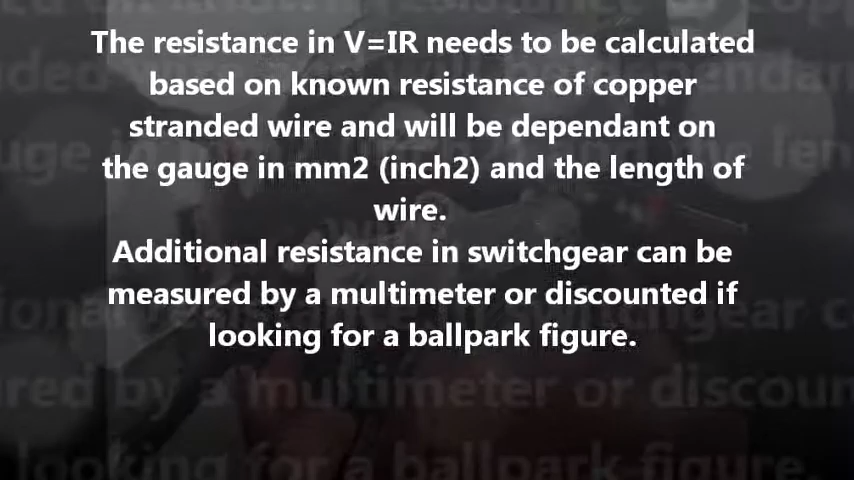 The resistance in V=IR needs to be calculated
based on known resistance of copper
stranded wire and will be dependant on
the gauge in mm2 (inch2) and the length of
wire.
Additional resistance in switchgear can be
measured by a multimeter or discounted if
looking for a ballpark figure.